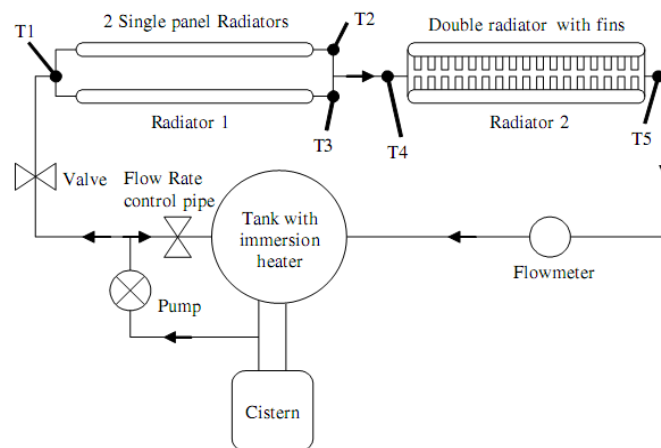 T1
2 Single panel Radiators
T2
Double radiator with fins
Radiator 1
T3
T4
Radiator 2
T5
Valve
Flow Rate
control pipe
Tank with
immersion
heater
Flowmeter
Pump
Cistern